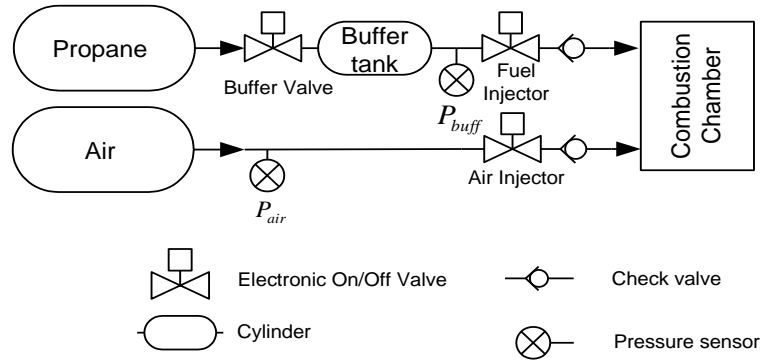 Propane
Buffer Valve
Buffer
tank
P_buff
Fuel
Injector
Combustion
Chamber
Air
P_air
Air Injector
Electronic On/Off Valve
Check valve
Cylinder
Pressure sensor